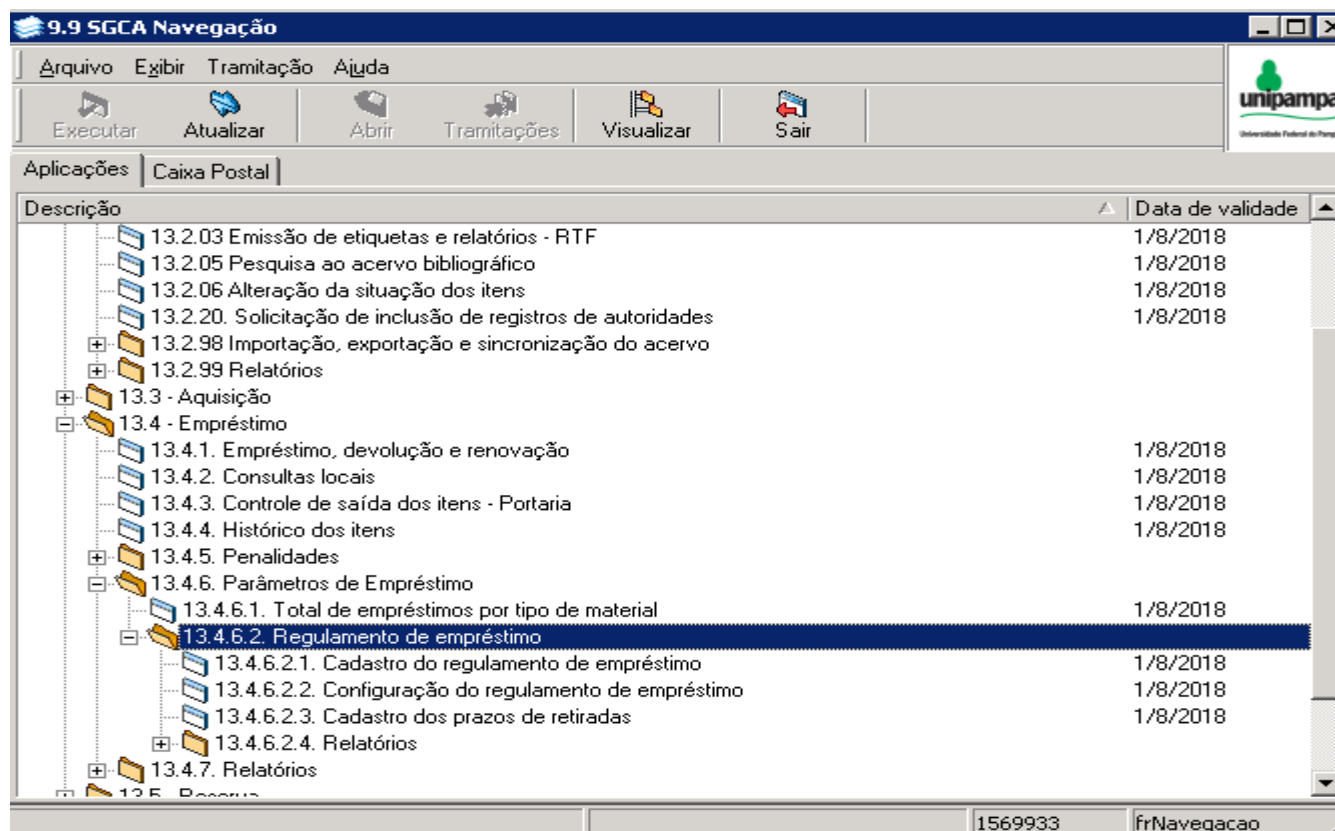 9.9 SGCA Navegação
Arquivo Exibir Tramitação Ajuda
Executar Atualizar Abrir Tramitações Visualizar Sair
unipampa
Aplicações Caixa Postal
Descrição Data de validade
13.2.03 Emissão de etiquetas e relatórios - RTF 1/8/2018
13.2.05 Pesquisa ao acervo bibliográfico 1/8/2018
13.2.06 Alteração da situação dos itens 1/8/2018
13.2.20. Solicitação de inclusão de registros de autoridades 1/8/2018
13.2.98 Importação, exportação e sincronização do acervo
13.2.99 Relatórios
13.3 - Aquisição
13.4 - Empréstimo
13.4.1. Empréstimo, devolução e renovação 1/8/2018
13.4.2. Consultas locais 1/8/2018
13.4.3. Controle de saída dos itens - Portaria 1/8/2018
13.4.4. Histórico dos itens 1/8/2018
13.4.5. Penalidades
13.4.6. Parâmetros de Empréstimo
13.4.6.1. Total de empréstimos por tipo de material 1/8/2018
13.4.6.2. Regulamento de empréstimo
13.4.6.2.1. Cadastro do regulamento de empréstimo 1/8/2018
13.4.6.2.2. Configuração do regulamento de empréstimo 1/8/2018
13.4.6.2.3. Cadastro dos prazos de retiradas 1/8/2018
13.4.6.2.4. Relatórios
13.4.7. Relatórios
13.5 - Reserva
1569933 frNavegacao